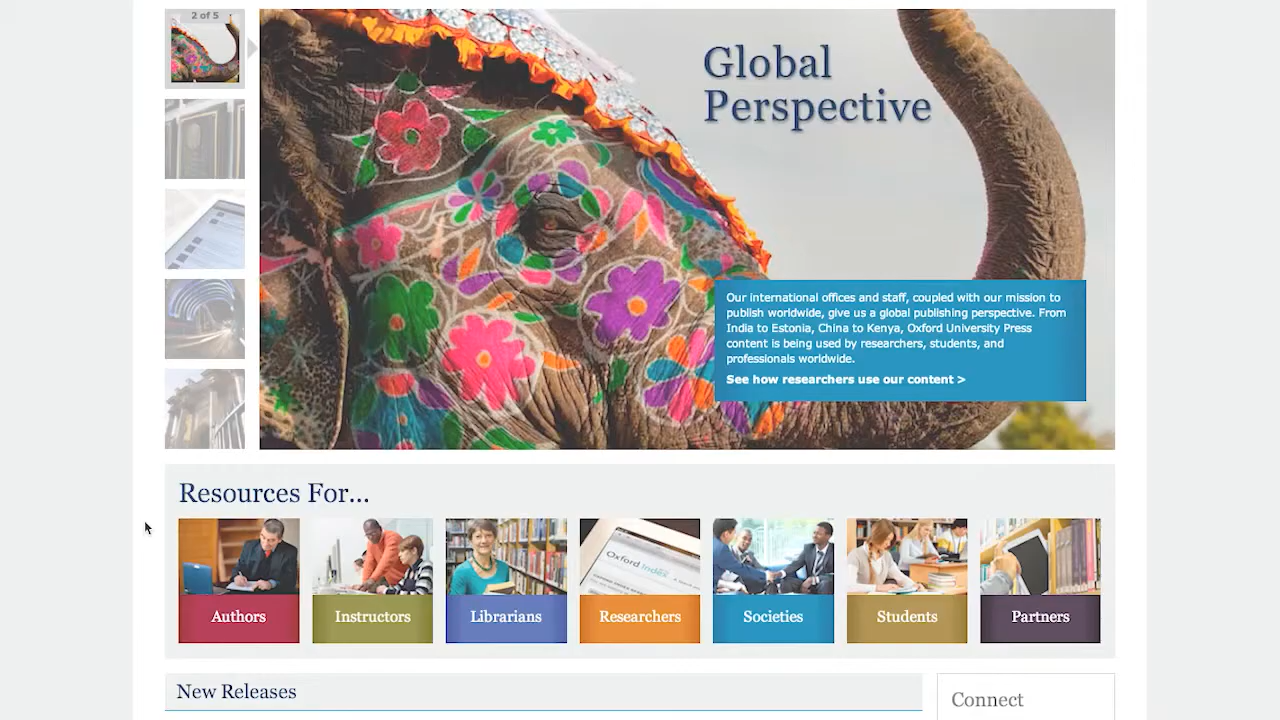 2 of 5
Global
Perspective
Our international offices and staff, coupled with our mission to
publish worldwide, give us a global publishing perspective. From
India to Estonia, China to Kenya, Oxford University Press
content is being used by researchers, students, and
professionals worldwide.
See how researchers use our content >
Resources For...
Oxford Index
Authors
Instructors
Librarians
Researchers
Societies
Students
Partners
New Releases
Connect